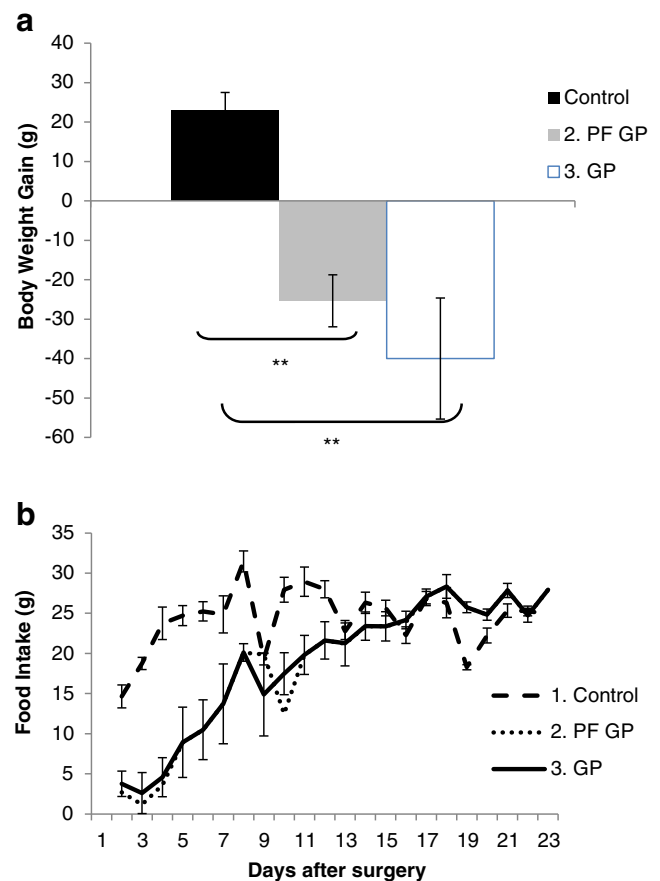 a
40
30
20
10
0
-10
-20
-30
-40
-50
-60
Body Weight Gain (g)
Control
2. PF GP
3. GP
**
**
b
35
30
25
20
15
10
5
0
Food Intake (g)
1. Control
2. PF GP
3. GP
1 3 5 7 9 11 13 15 17 19 21 23
Days after surgery